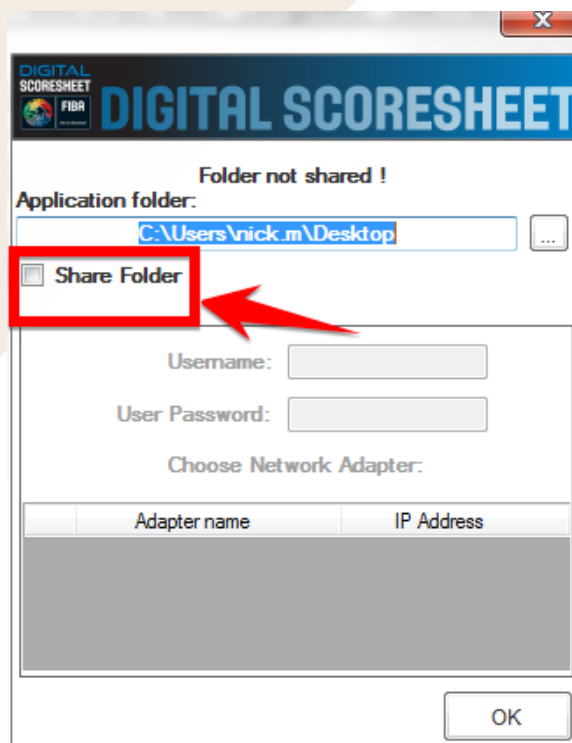 X
DIGITAL
SCORESHEET
FIBA
DIGITAL SCORESHEET
Folder not shared !
Application folder:
C:\Users\nick.m\Desktop
...
Share Folder
Username:
User Password:
Choose Network Adapter:
Adapter name IP Address
OK